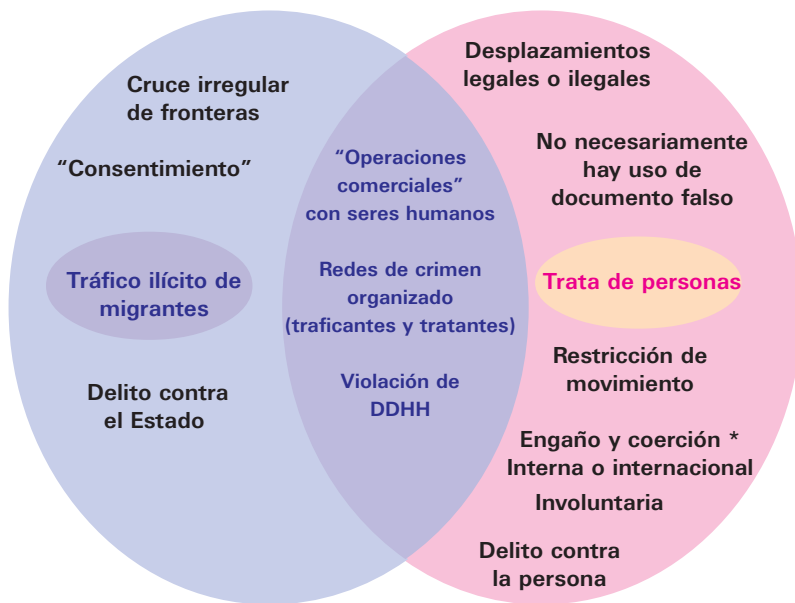 Cruce irregular
de fronteras
“Consentimiento”
Tráfico ilícito de
migrantes
Delito contra
el Estado
“Operaciones
comerciales”
con seres humanos
Redes de crimen
organizado
(traficantes y tratantes)
Violación de
DDHH
Desplazamientos
legales o ilegales
No necesariamente
hay uso de
documento falso
Trata de personas
Restricción de
movimiento
Engaño y coerción *
Interna o internacional
Involuntaria
Delito contra
la persona